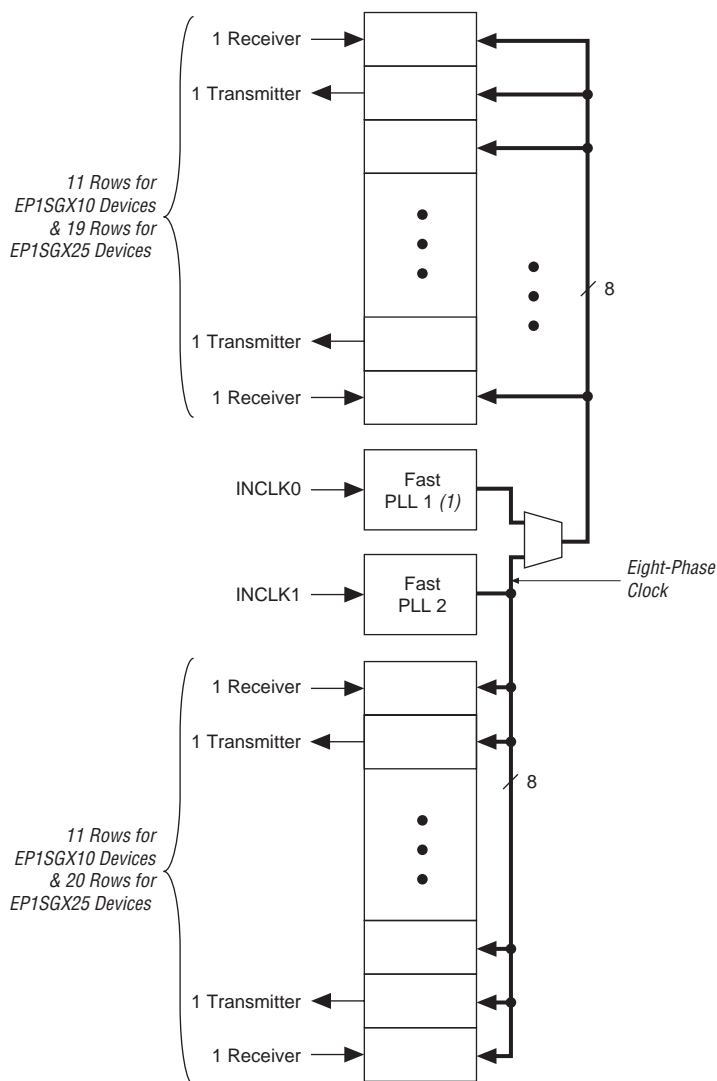 1 Receiver
1 Transmitter
11 Rows for
EP1SGX10 Devices
& 19 Rows for
EP1SGX25 Devices
8
1 Transmitter
1 Receiver
INCLK0
Fast
PLL 1 (1)
INCLK1
Fast
PLL 2
Eight-Phase
Clock
1 Receiver
1 Transmitter
8
11 Rows for
EP1SGX10 Devices
& 20 Rows for
EP1SGX25 Devices
1 Transmitter
1 Receiver